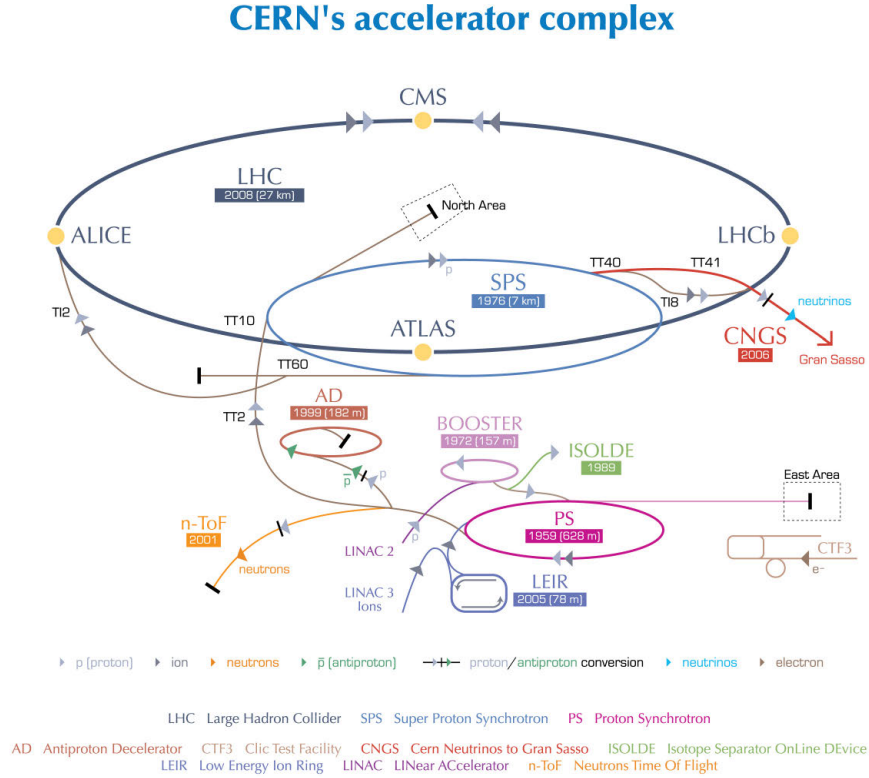 CERN's accelerator complex
CMS
LHC
2008 (27 km)
North Area
ALICE
LHCb
TT40
TT41
p
SPS
1976 (7 km)
TI8
neutrinos
TI2
TT10
ATLAS
CNGS
2006
Gran Sasso
TT60
AD
1999 (182 m)
TT2
BOOSTER
1972 (157 m)
ISOLDE
1989
p̅
p
East Area
n-ToF
2001
PS
1959 (628 m)
p
LINAC 2
neutrons
CTF3
e-
LEIR
2005 (78 m)
LINAC 3
Ions
p (proton) ion neutrons p̅ (antiproton) proton/antiproton conversion neutrinos electron
LHC Large Hadron Collider SPS Super Proton Synchrotron PS Proton Synchrotron
AD Antiproton Decelerator CTF3 Clic Test Facility CNGS Cern Neutrinos to Gran Sasso ISOLDE Isotope Separator OnLine DEvice
LEIR Low Energy Ion Ring LINAC LINear ACcelerator n-ToF Neutrons Time Of Flight